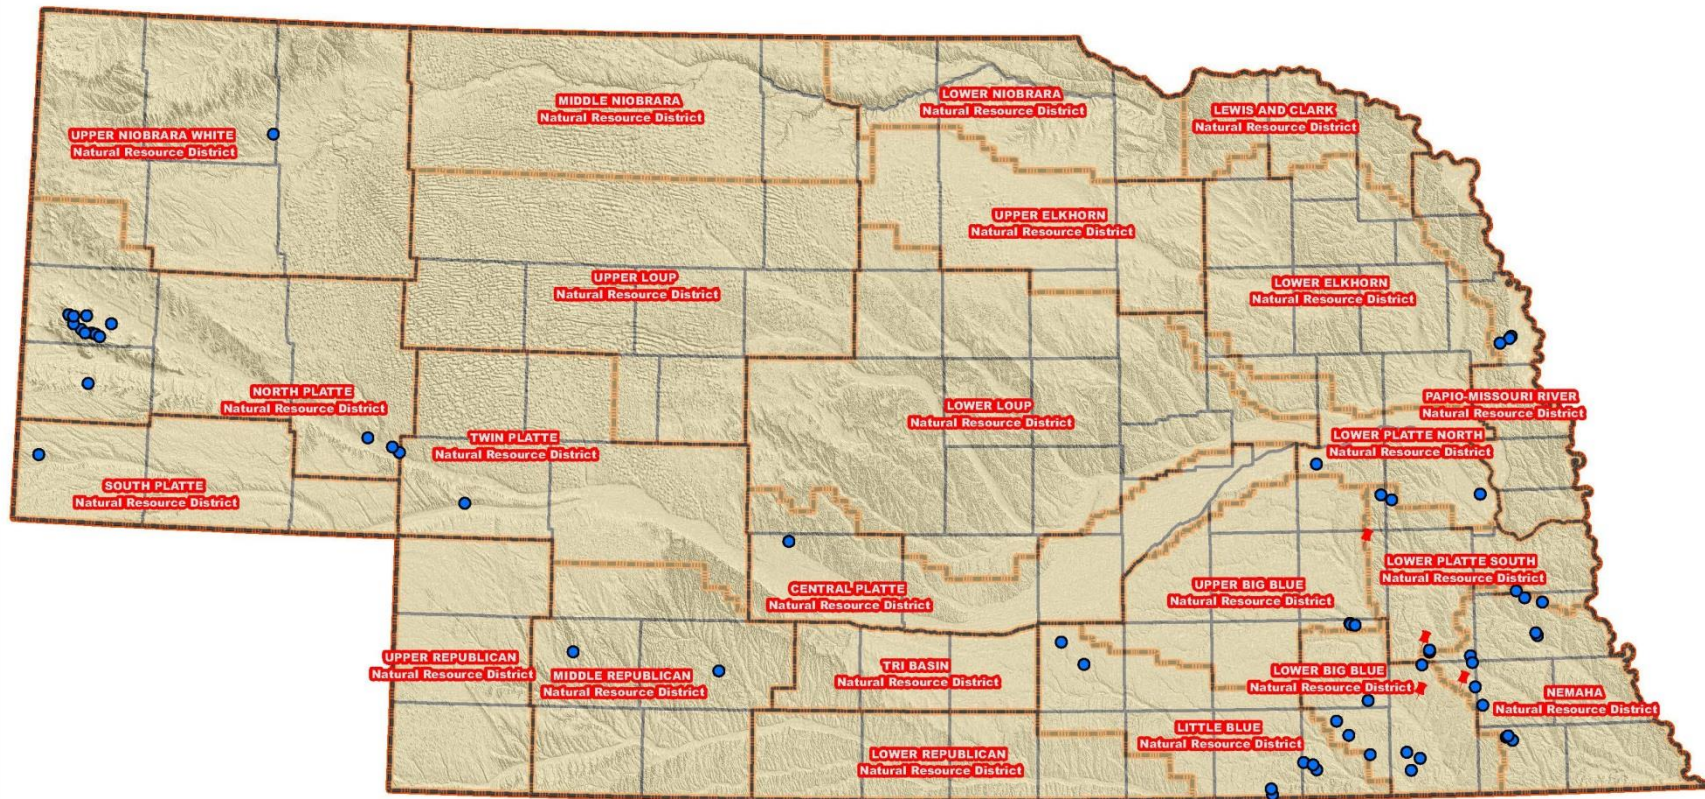 MIDDLE NIOBRARA
Natural Resource District
LOWER NIOBRARA
Natural Resource District
LEWIS AND CLARK
Natural Resource District
UPPER NIOBRARA WHITE
Natural Resource District
UPPER ELKHORN
Natural Resource District
UPPER LOUP
Natural Resource District
LOWER ELKHORN
Natural Resource District
NORTH PLATTE
Natural Resource District
LOWER LOUP
Natural Resource District
PAPIO-MISSOURI RIVER
Natural Resource District
TWIN PLATTE
Natural Resource District
LOWER PLATTE NORTH
Natural Resource District
SOUTH PLATTE
Natural Resource District
LOWER PLATTE SOUTH
Natural Resource District
CENTRAL PLATTE
Natural Resource District
UPPER BIG BLUE
Natural Resource District
UPPER REPUBLICAN
Natural Resource District
MIDDLE REPUBLICAN
Natural Resource District
TRI BASIN
Natural Resource District
LOWER BIG BLUE
Natural Resource District
NEMAHA
Natural Resource District
LITTLE BLUE
Natural Resource District
LOWER REPUBLICAN
Natural Resource District